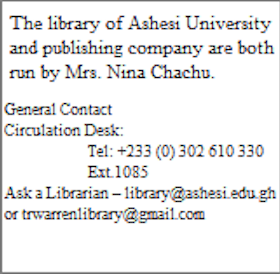 The library of Ashesi University
and publishing company are both
run by Mrs. Nina Chachu.
General Contact
Circulation Desk:
Tel: +233 (0) 302 610 330
Ext.1085
Ask a Librarian – library@ashesi.edu.gh
or trwarrenlibrary@gmail.com